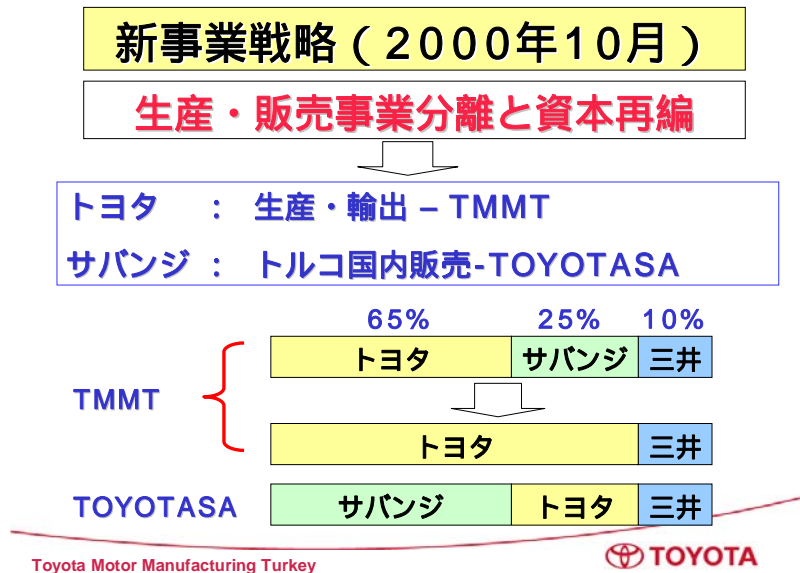 新事業戦略(2000年10月)
生産・販売事業分離と資本再編
トヨタ : 生産・輸出 – TMMT
サバンジ : トルコ国内販売-TOYOTASA
65% 25% 10%
トヨタ サバンジ 三井
TMMT
トヨタ 三井
TOYOTASA サバンジ トヨタ 三井
Toyota Motor Manufacturing Turkey
TOYOTA